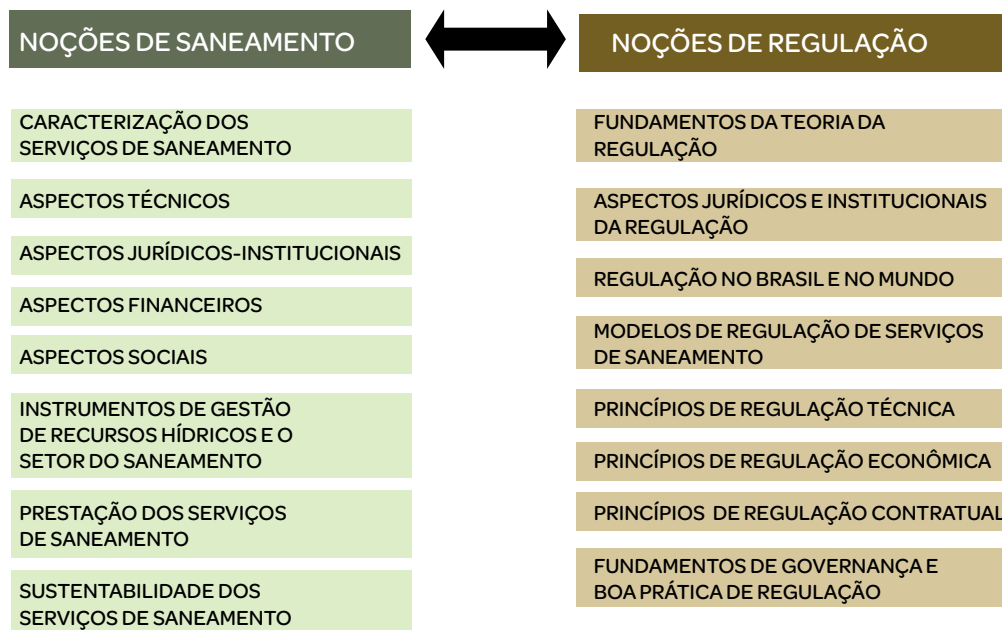 NOÇÕES DE SANEAMENTO
CARACTERIZAÇÃO DOS
SERVIÇOS DE SANEAMENTO
ASPECTOS TÉCNICOS
ASPECTOS JURÍDICOS-INSTITUCIONAIS
ASPECTOS FINANCEIROS
ASPECTOS SOCIAIS
INSTRUMENTOS DE GESTÃO
DE RECURSOS HÍDRICOS E O
SETOR DO SANEAMENTO
PRESTAÇÃO DOS SERVIÇOS
DE SANEAMENTO
SUSTENTABILIDADE DOS
SERVIÇOS DE SANEAMENTO
NOÇÕES DE REGULAÇÃO
FUNDAMENTOS DA TEORIA DA
REGULAÇÃO
ASPECTOS JURÍDICOS E INSTITUCIONAIS
DA REGULAÇÃO
REGULAÇÃO NO BRASIL E NO MUNDO
MODELOS DE REGULAÇÃO DE SERVIÇOS
DE SANEAMENTO
PRINCÍPIOS DE REGULAÇÃO TÉCNICA
PRINCÍPIOS DE REGULAÇÃO ECONÔMICA
PRINCÍPIOS DE REGULAÇÃO CONTRATUAL
FUNDAMENTOS DE GOVERNANÇA E
BOA PRÁTICA DE REGULAÇÃO